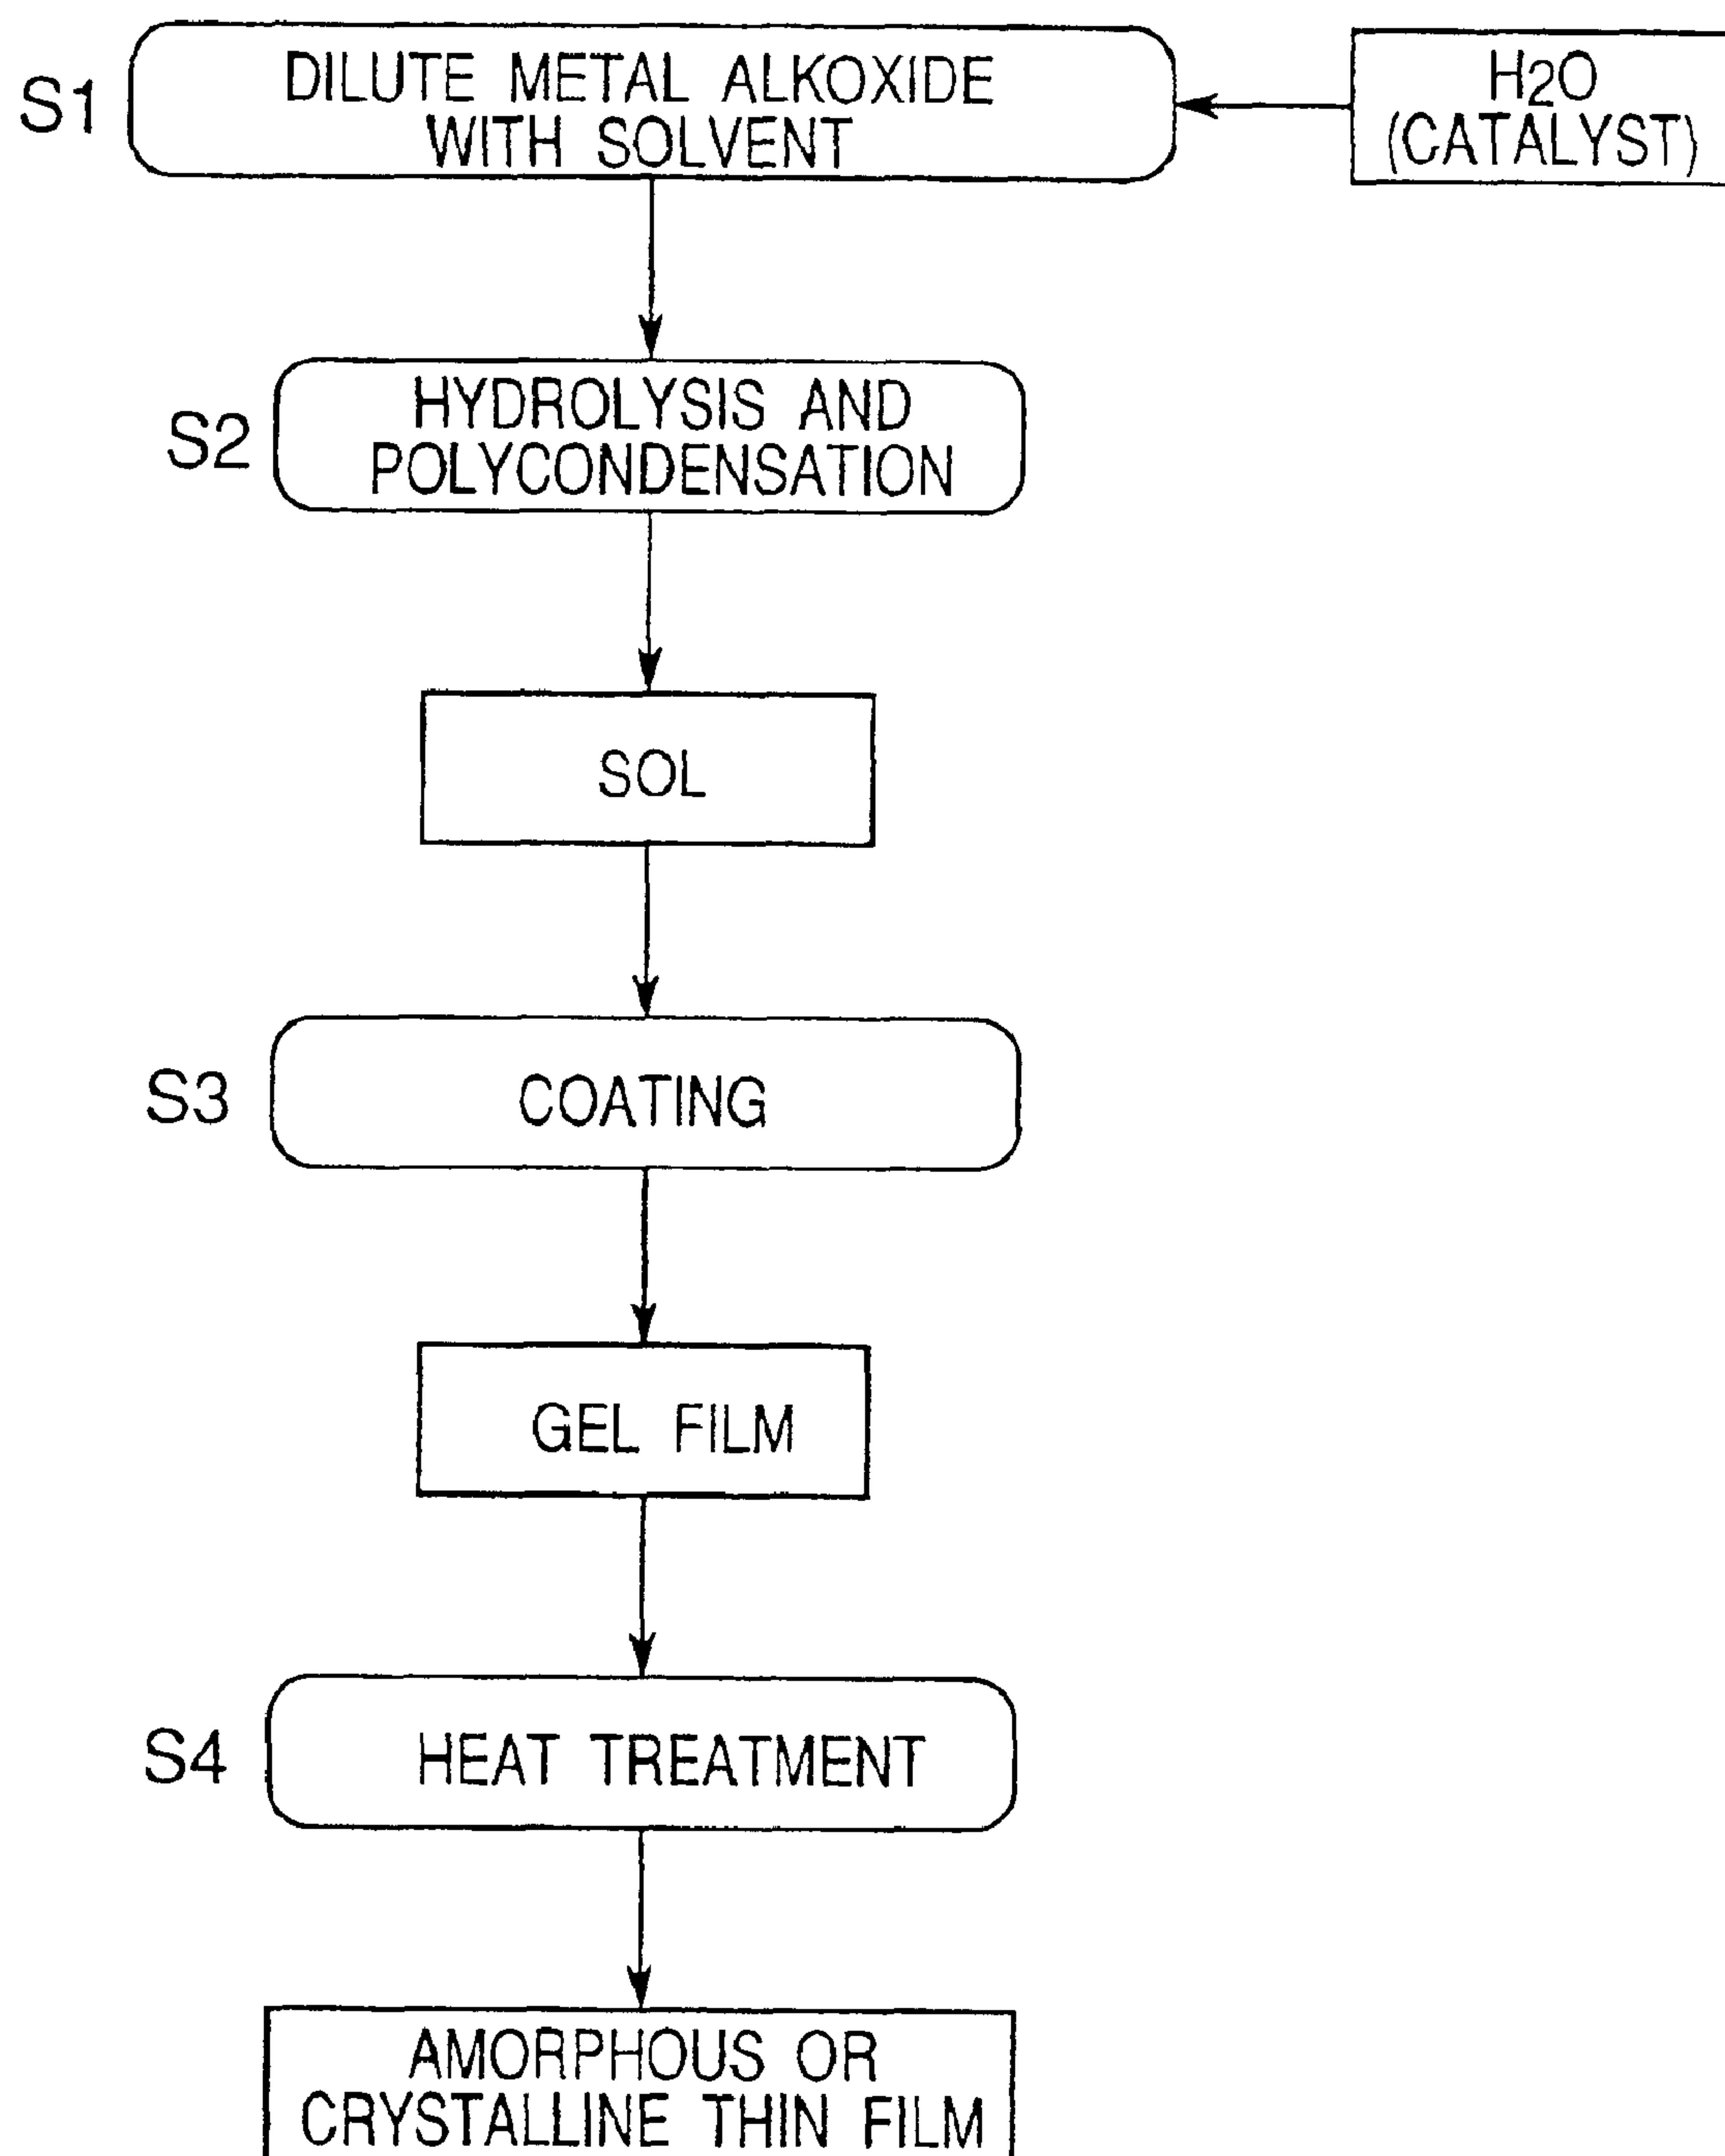 S1
DILUTE METAL ALKOXIDE
WITH SOLVENT
H2O
(CATALYST)
S2
HYDROLYSIS AND
POLYCONDENSATION
SOL
S3
COATING
GEL FILM
S4
HEAT TREATMENT
AMORPHOUS OR
CRYSTALLINE THIN FILM